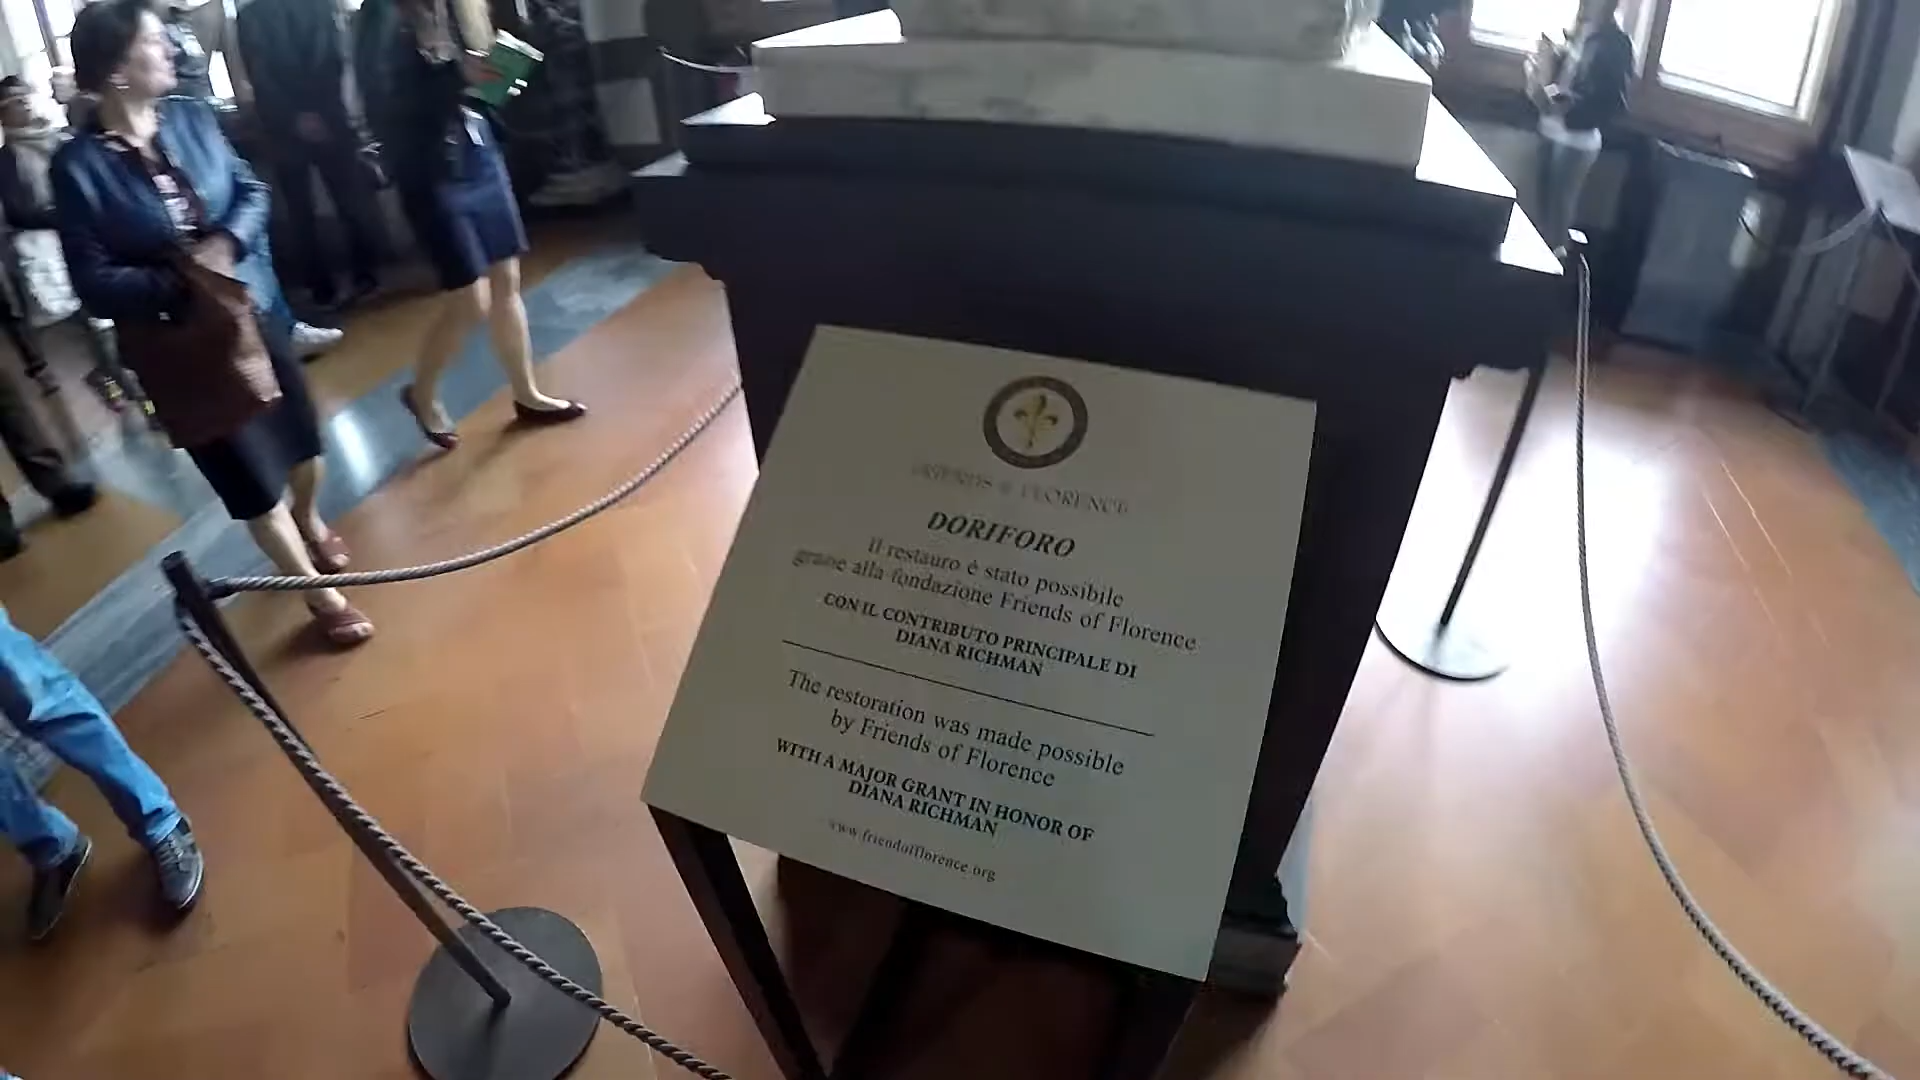 FRIENDS of FLORENCE
DORIFORO
Il restauro è stato possibile
grazie alla fondazione Friends of Florence
CON IL CONTRIBUTO PRINCIPALE DI
DIANA RICHMAN
The restoration was made possible
by Friends of Florence
WITH A MAJOR GRANT IN HONOR OF
DIANA RICHMAN
www.friendsofflorence.org